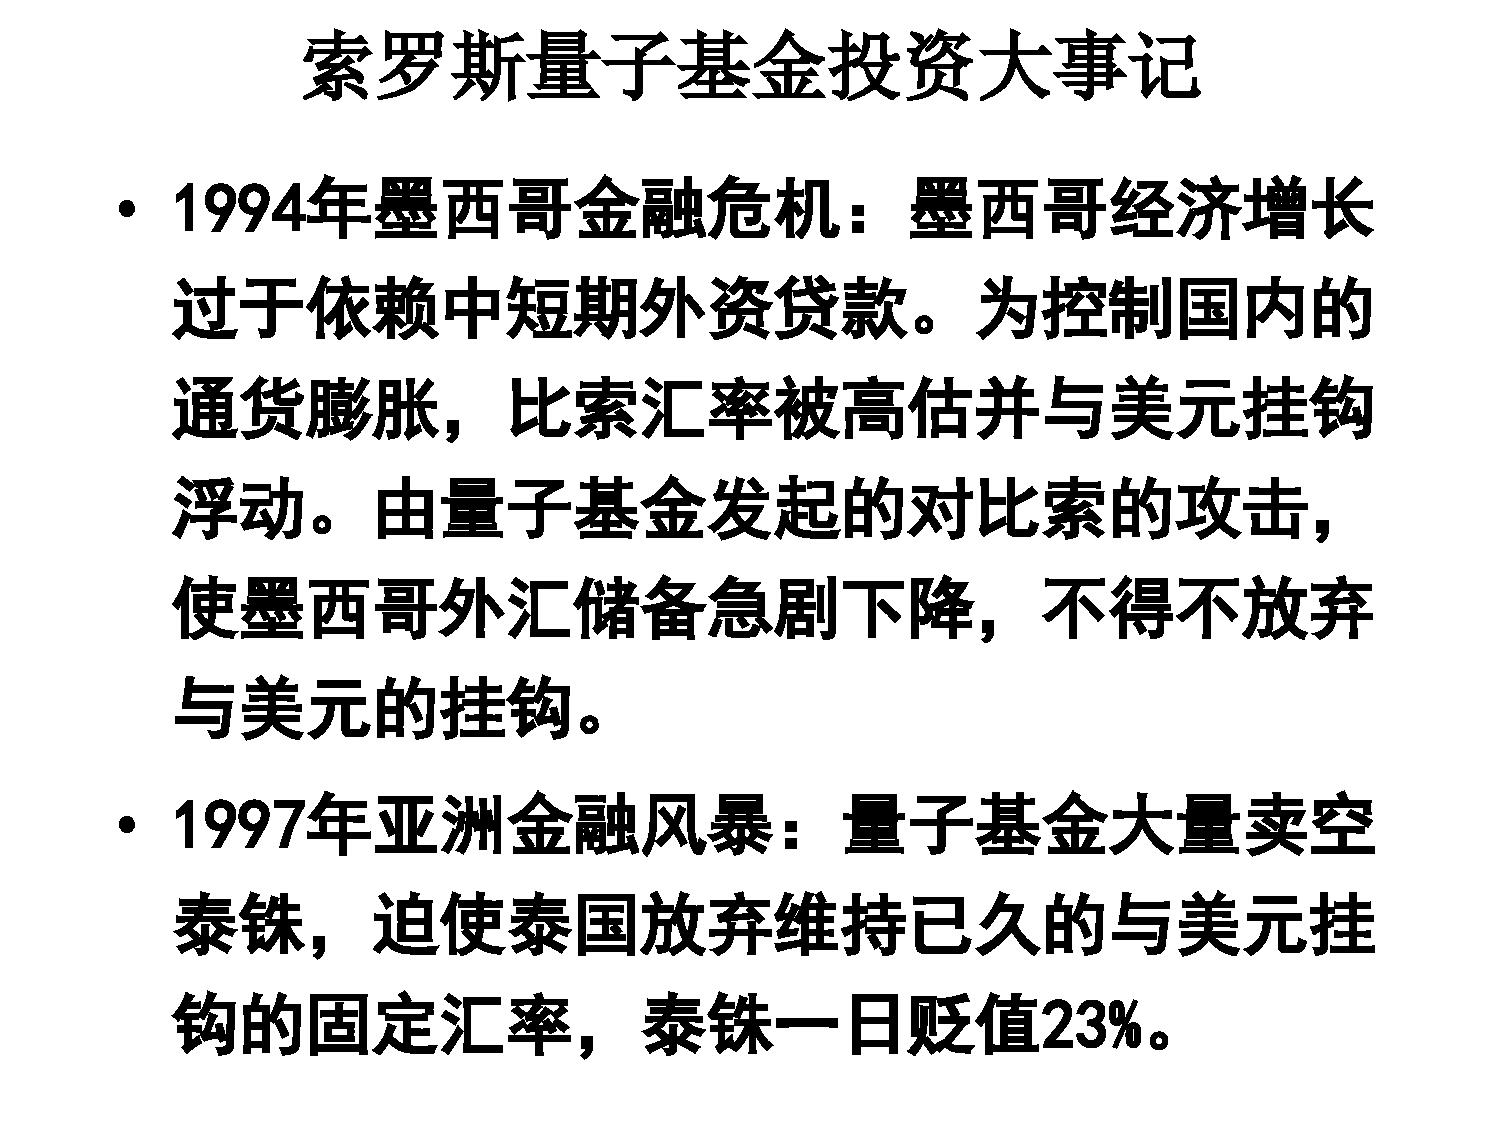 索罗斯量子基金投资大事记
• 1994年墨西哥金融危机：墨西哥经济增长
过于依赖中短期外资贷款。为控制国内的
通货膨胀，比索汇率被高估并与美元挂钩
浮动。由量子基金发起的对比索的攻击，
使墨西哥外汇储备急剧下降，不得不放弃
与美元的挂钩。
• 1997年亚洲金融风暴：量子基金大量卖空
泰铢，迫使泰国放弃维持已久的与美元挂
钩的固定汇率，泰铢一日贬值23%。